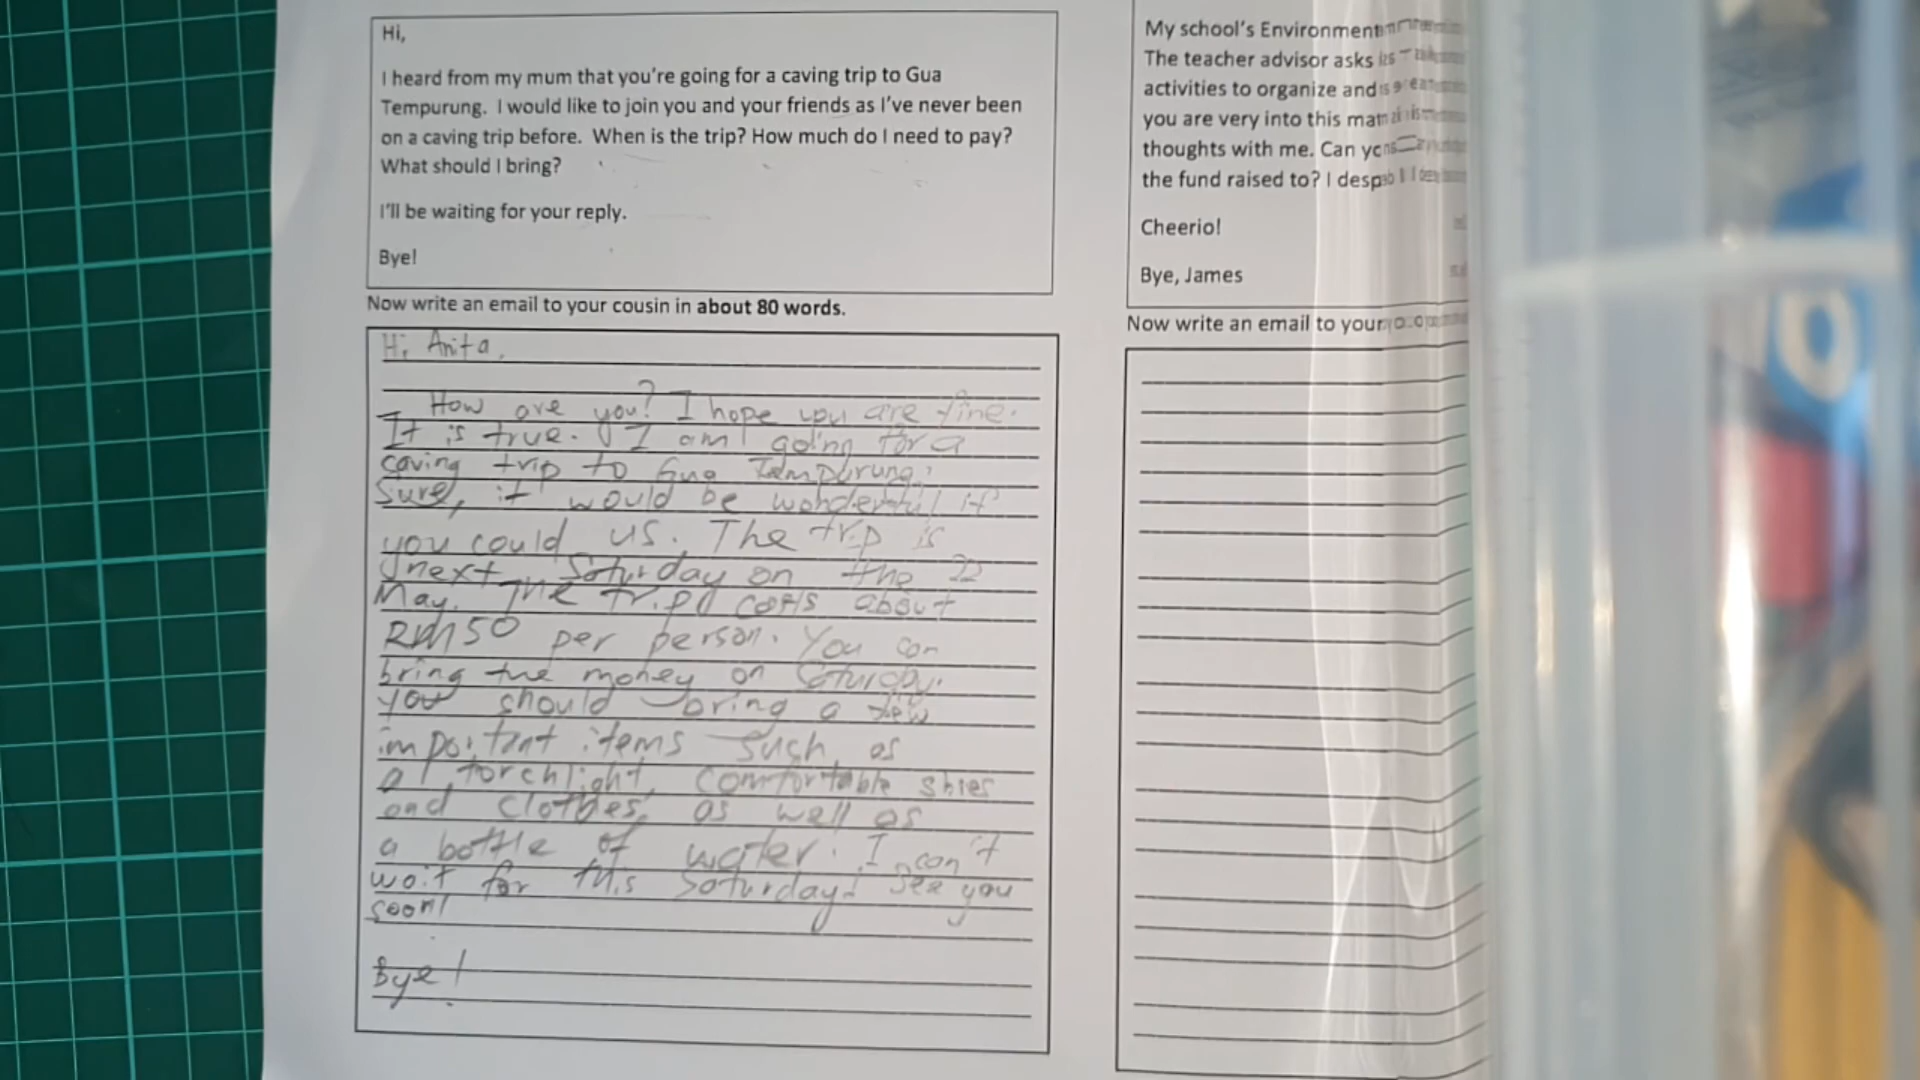 Hi,
I heard from my mum that you're going for a caving trip to Gua
Tempurung. I would like to join you and your friends as I've never been
on a caving trip before. When is the trip? How much do I need to pay?
What should I bring?
I'll be waiting for your reply.
Bye!
Now write an email to your cousin in about 80 words.
Hi Anita,
How are you? I hope you are fine.
It is true. I am going for a
caving trip to Gua Tempurung.
Sure, it would be wonderful if
you could us. The trip is
next Saturday on the 22
May. The trip costs about
RM50 per person. You can
bring the money on Saturday.
you should bring a few
important items such as
a torchlight, comfortable shoes
and clothes, as well as
a bottle of water. I can't
wait for this Saturday! See you
soon!
Bye!
My school's Environment
The teacher advisor asks
activities to organize and
you are very into this
thoughts with me. Can
the fund raised to? I
Cheerio!
Bye, James
Now write an email to your